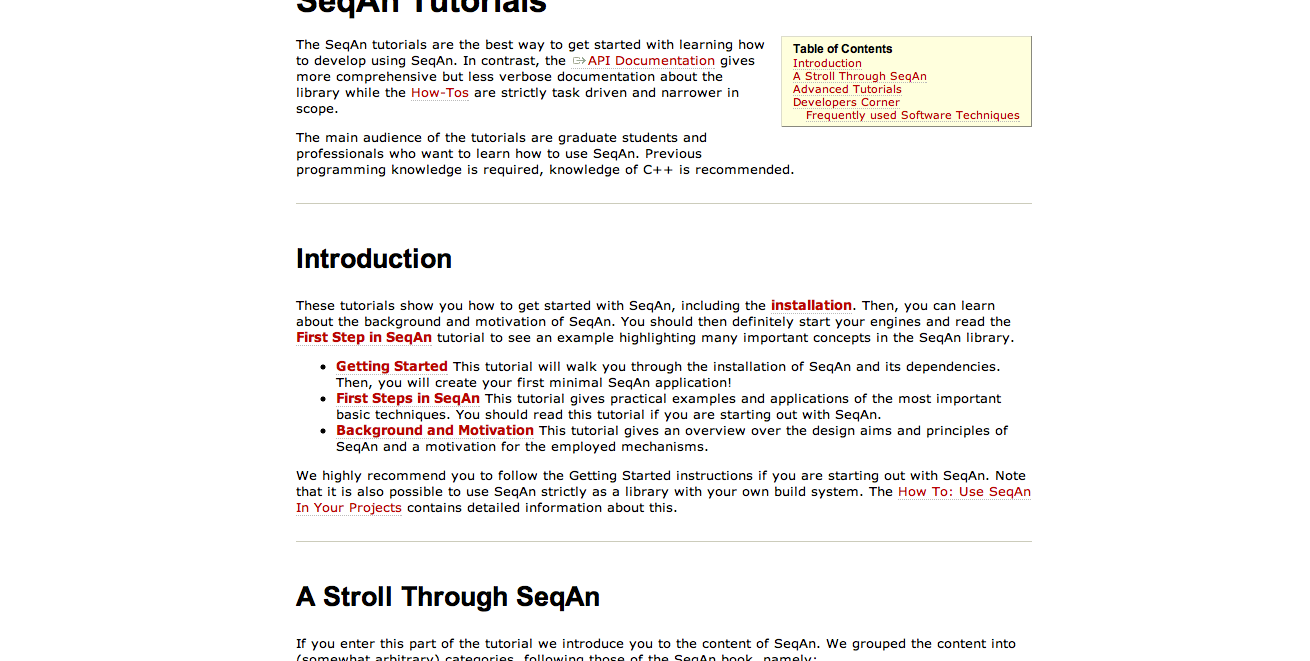 SeqAn Tutorials
The SeqAn tutorials are the best way to get started with learning how
to develop using SeqAn. In contrast, the API Documentation gives
more comprehensive but less verbose documentation about the
library while the How-Tos are strictly task driven and narrower in
scope.
The main audience of the tutorials are graduate students and
professionals who want to learn how to use SeqAn. Previous
programming knowledge is required, knowledge of C++ is recommended.
Table of Contents
Introduction
A Stroll Through SeqAn
Advanced Tutorials
Developers Corner
Frequently used Software Techniques
Introduction
These tutorials show you how to get started with SeqAn, including the installation. Then, you can learn
about the background and motivation of SeqAn. You should then definitely start your engines and read the
First Step in SeqAn tutorial to see an example highlighting many important concepts in the SeqAn library.
• Getting Started This tutorial will walk you through the installation of SeqAn and its dependencies.
Then, you will create your first minimal SeqAn application!
• First Steps in SeqAn This tutorial gives practical examples and applications of the most important
basic techniques. You should read this tutorial if you are starting out with SeqAn.
• Background and Motivation This tutorial gives an overview over the design aims and principles of
SeqAn and a motivation for the employed mechanisms.
We highly recommend you to follow the Getting Started instructions if you are starting out with SeqAn. Note
that it is also possible to use SeqAn strictly as a library with your own build system. The How To: Use SeqAn
In Your Projects contains detailed information about this.
A Stroll Through SeqAn
If you enter this part of the tutorial we introduce you to the content of SeqAn. We grouped the content into
(somewhat arbitrary) categories, following those of the SeqAn book, namely: